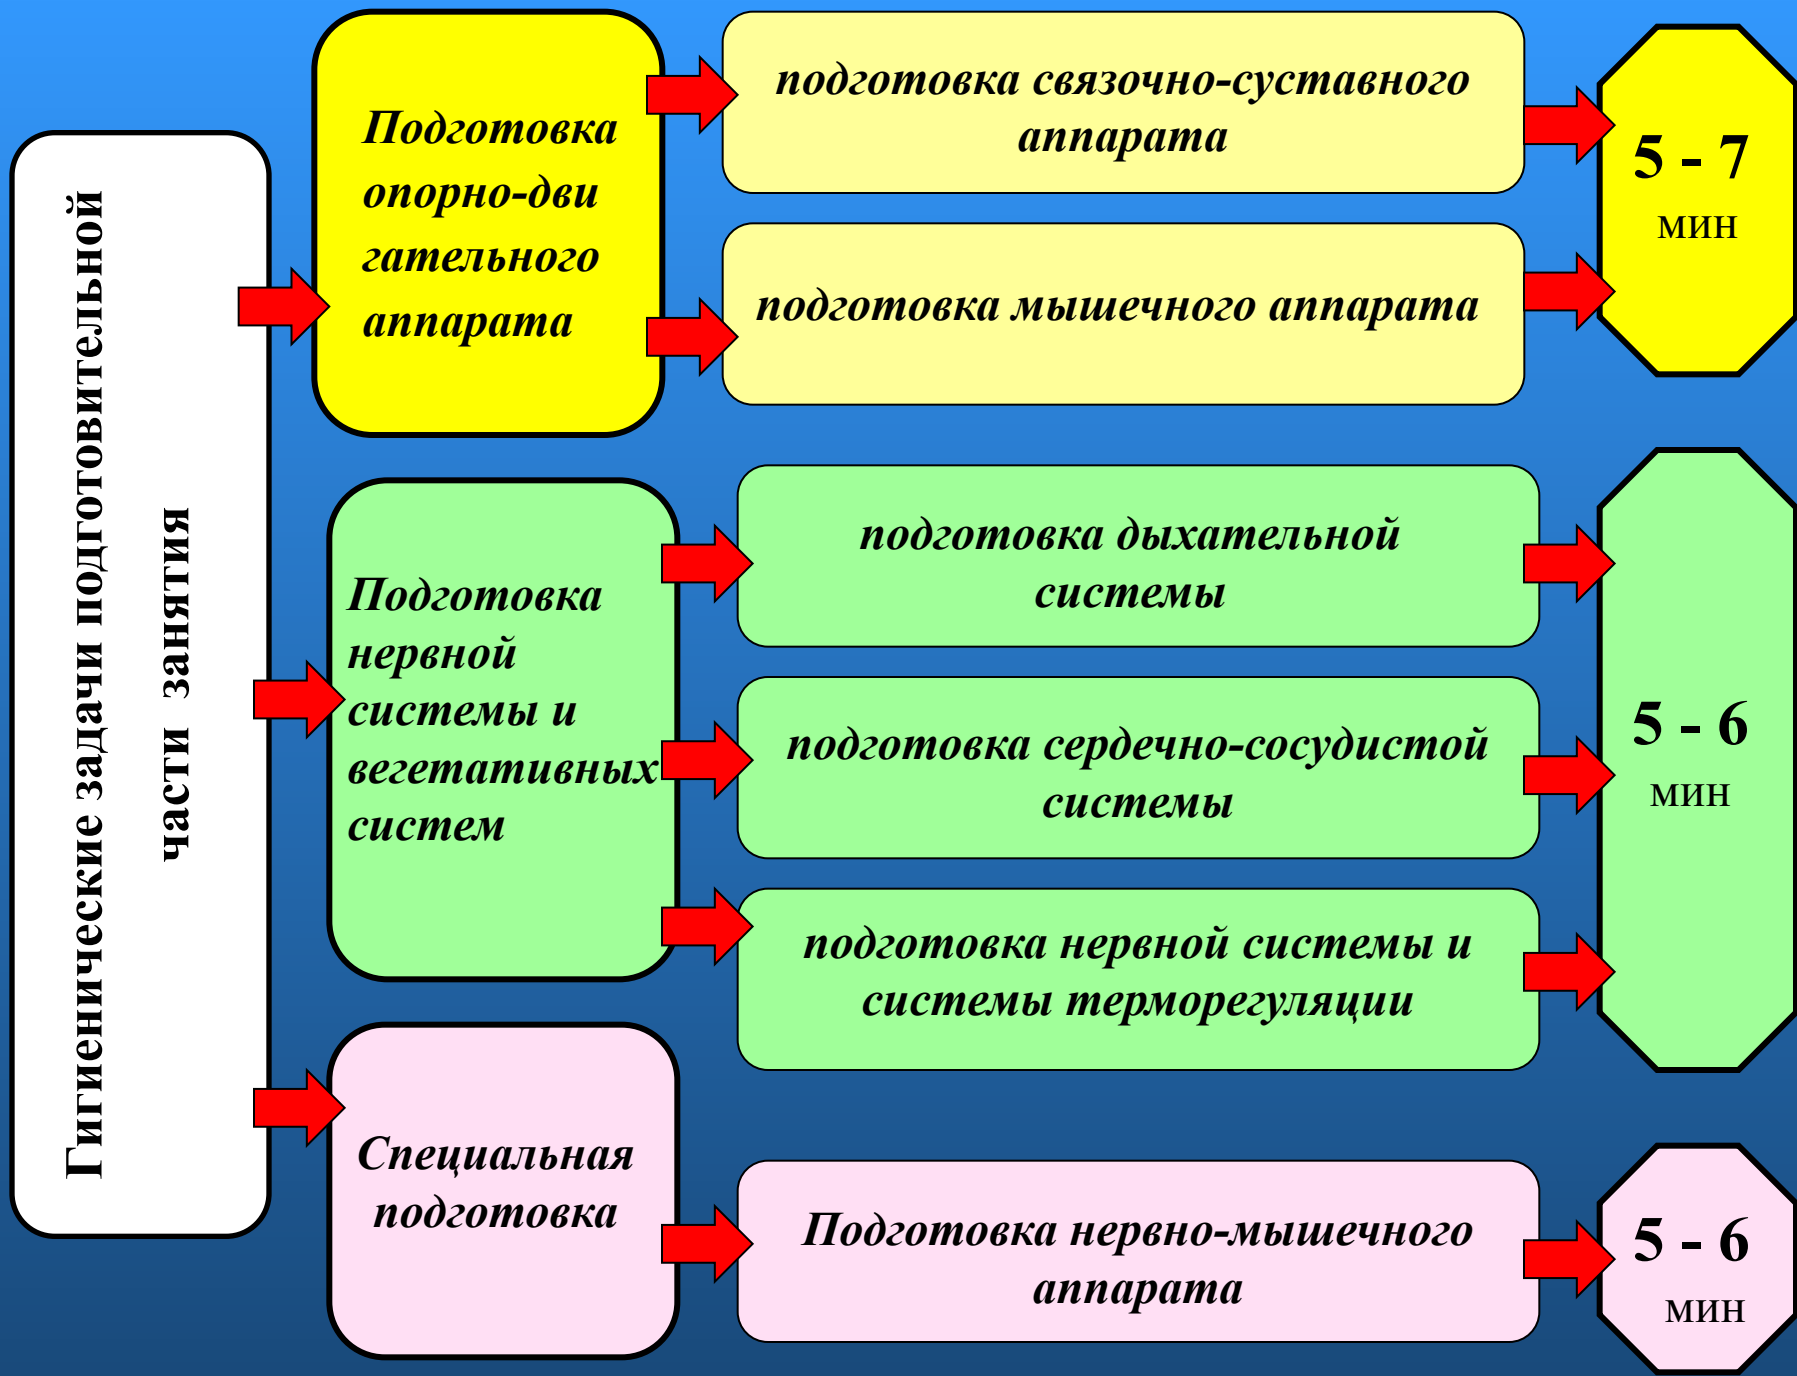 Гигиенические задачи подготовительной
части занятия
Подготовка
опорно-дви
гательного
аппарата
подготовка связочно-суставного
аппарата
подготовка мышечного аппарата
5 - 7
мин
Подготовка
нервной
системы и
вегетативных
систем
подготовка дыхательной
системы
подготовка сердечно-сосудистой
системы
подготовка нервной системы и
системы терморегуляции
5 - 6
мин
Специальная
подготовка
Подготовка нервно-мышечного
аппарата
5 - 6
мин